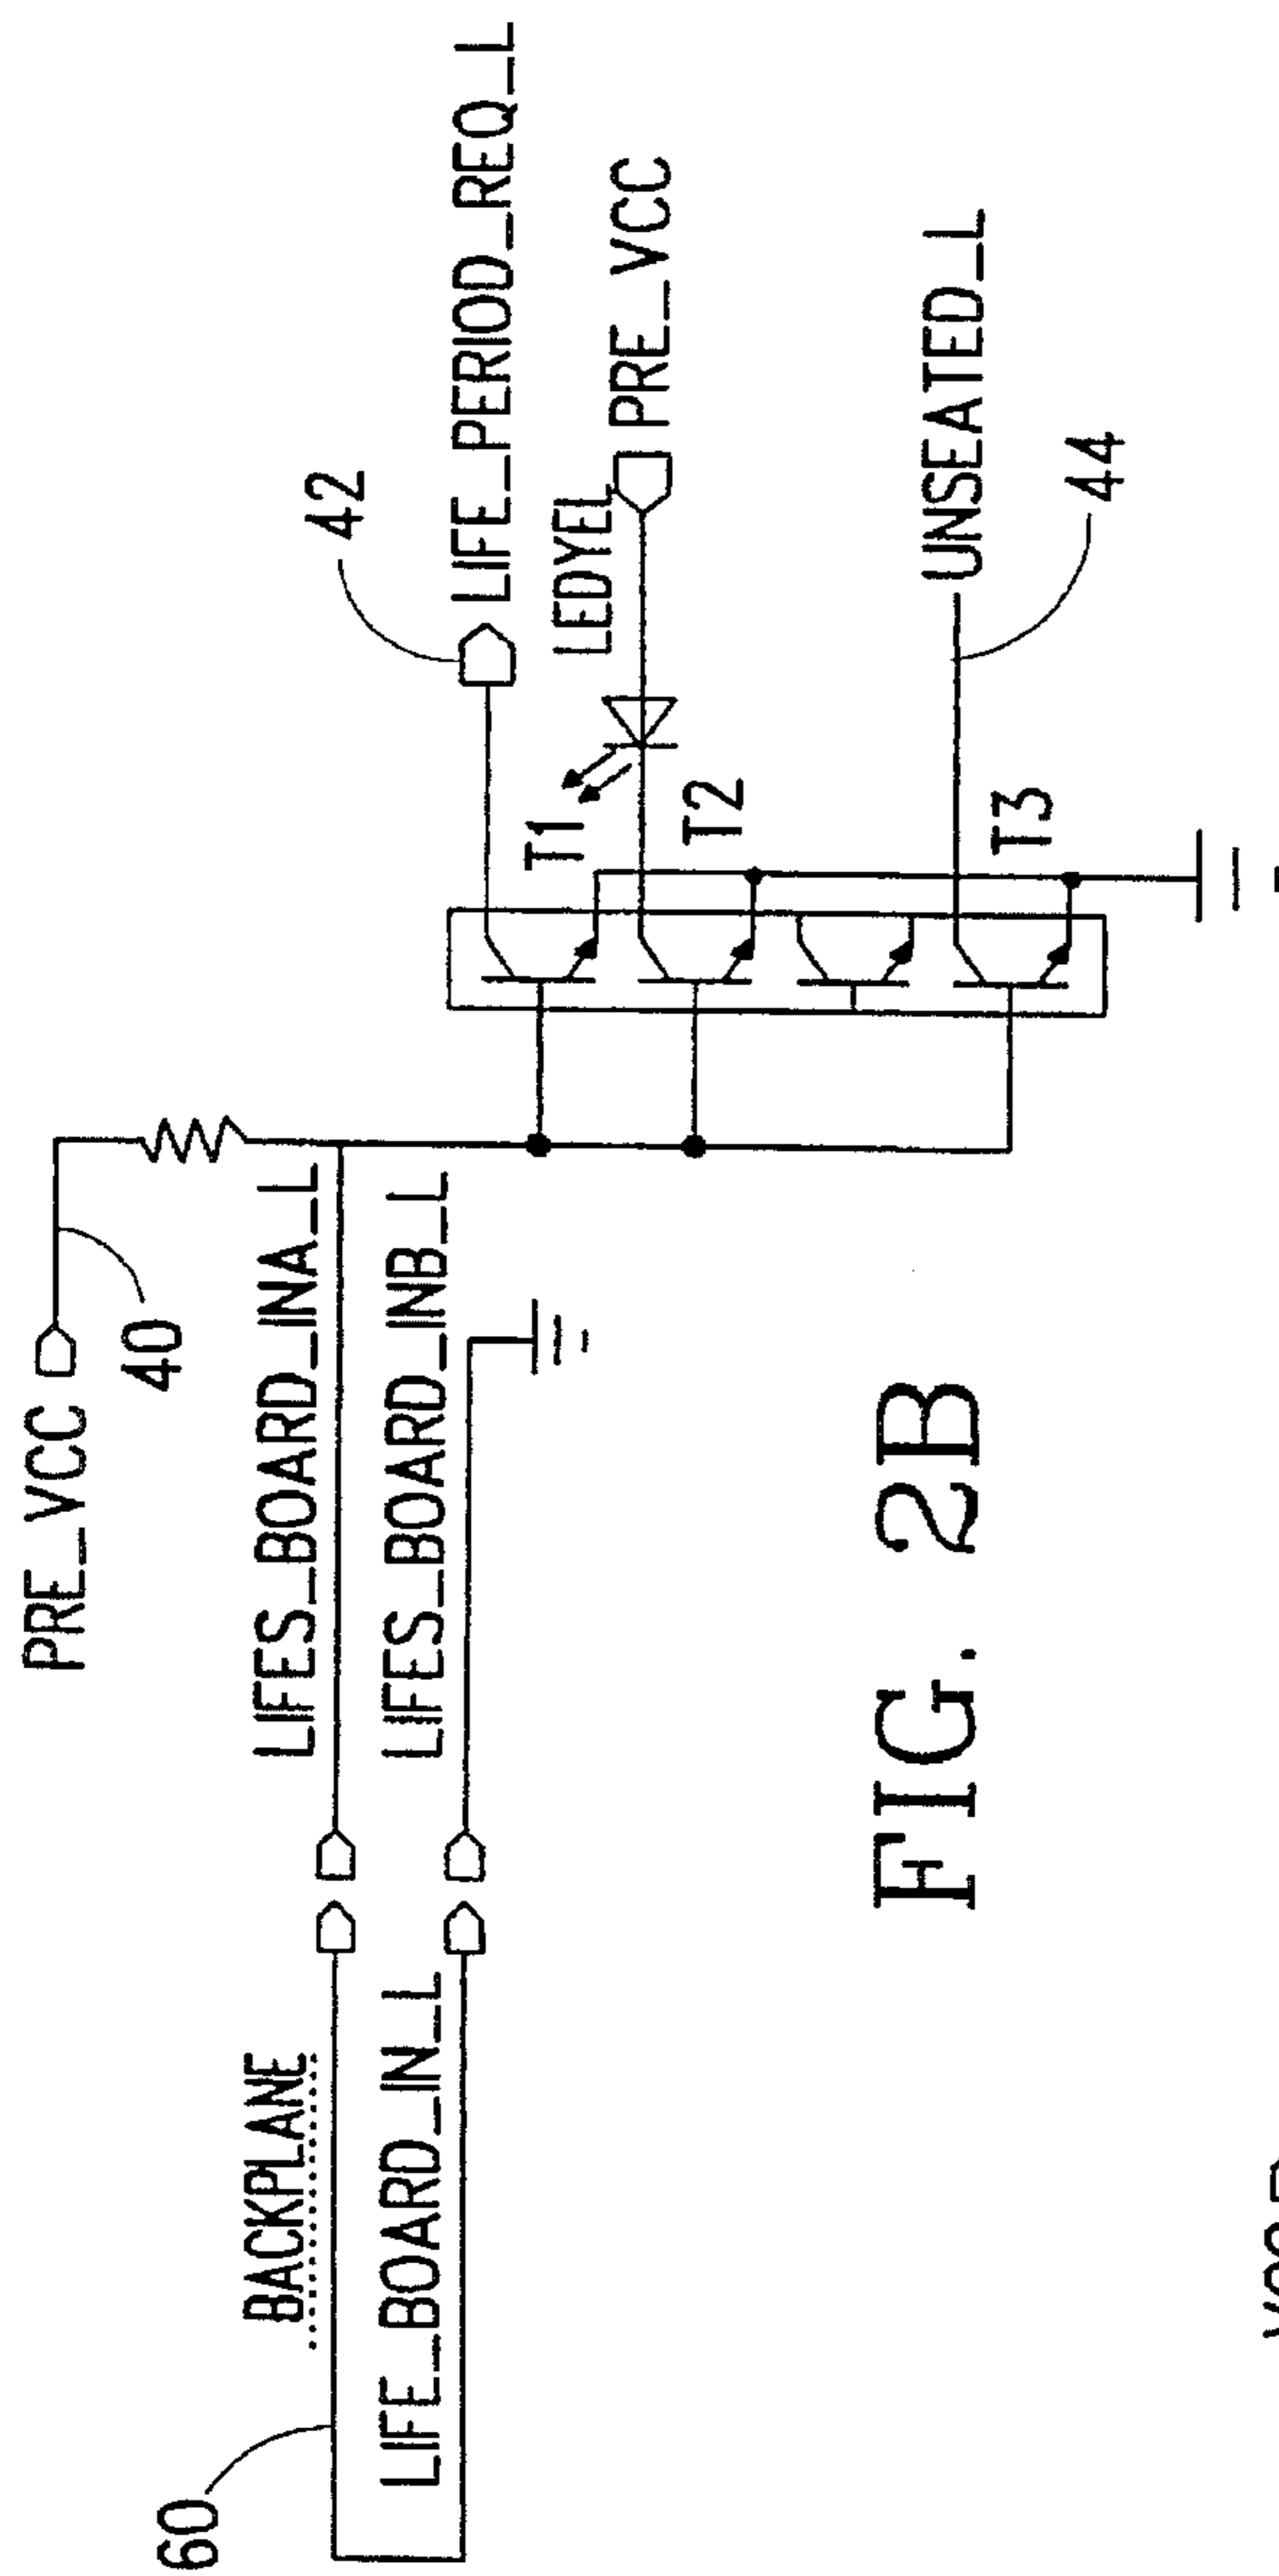 PRE_VCC
40
60
BACKPLANE
LIFE_BOARD_IN_L
LIFES_BOARD_INA_L
LIFES_BOARD_INB_L
42
LIFE_PERIOD_REQ_L
LEDYEL
PRE_VCC
T1
T2
T3
UNSEATED_L
44
FIG. 2B